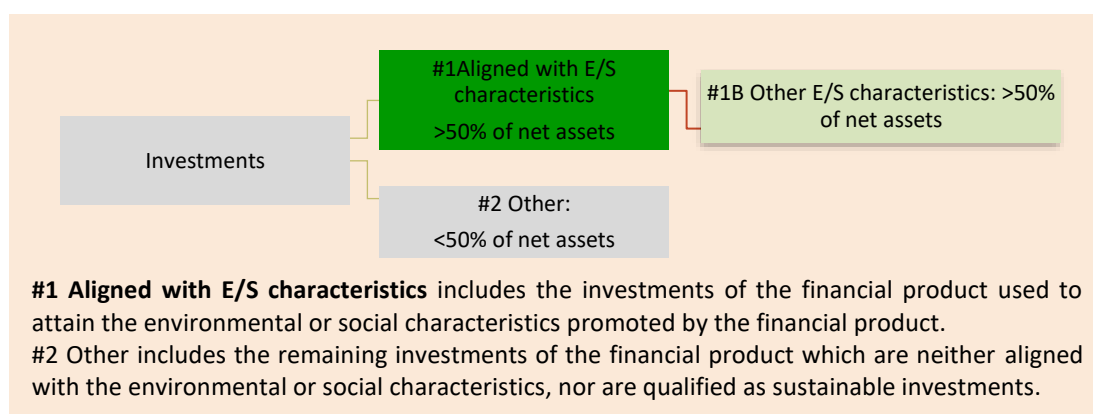 #1Aligned with E/S
characteristics
>50% of net assets
#1B Other E/S characteristics: >50%
of net assets
Investments
#2 Other:
<50% of net assets
#1 Aligned with E/S characteristics includes the investments of the financial product used to
attain the environmental or social characteristics promoted by the financial product.
#2 Other includes the remaining investments of the financial product which are neither aligned
with the environmental or social characteristics, nor are qualified as sustainable investments.